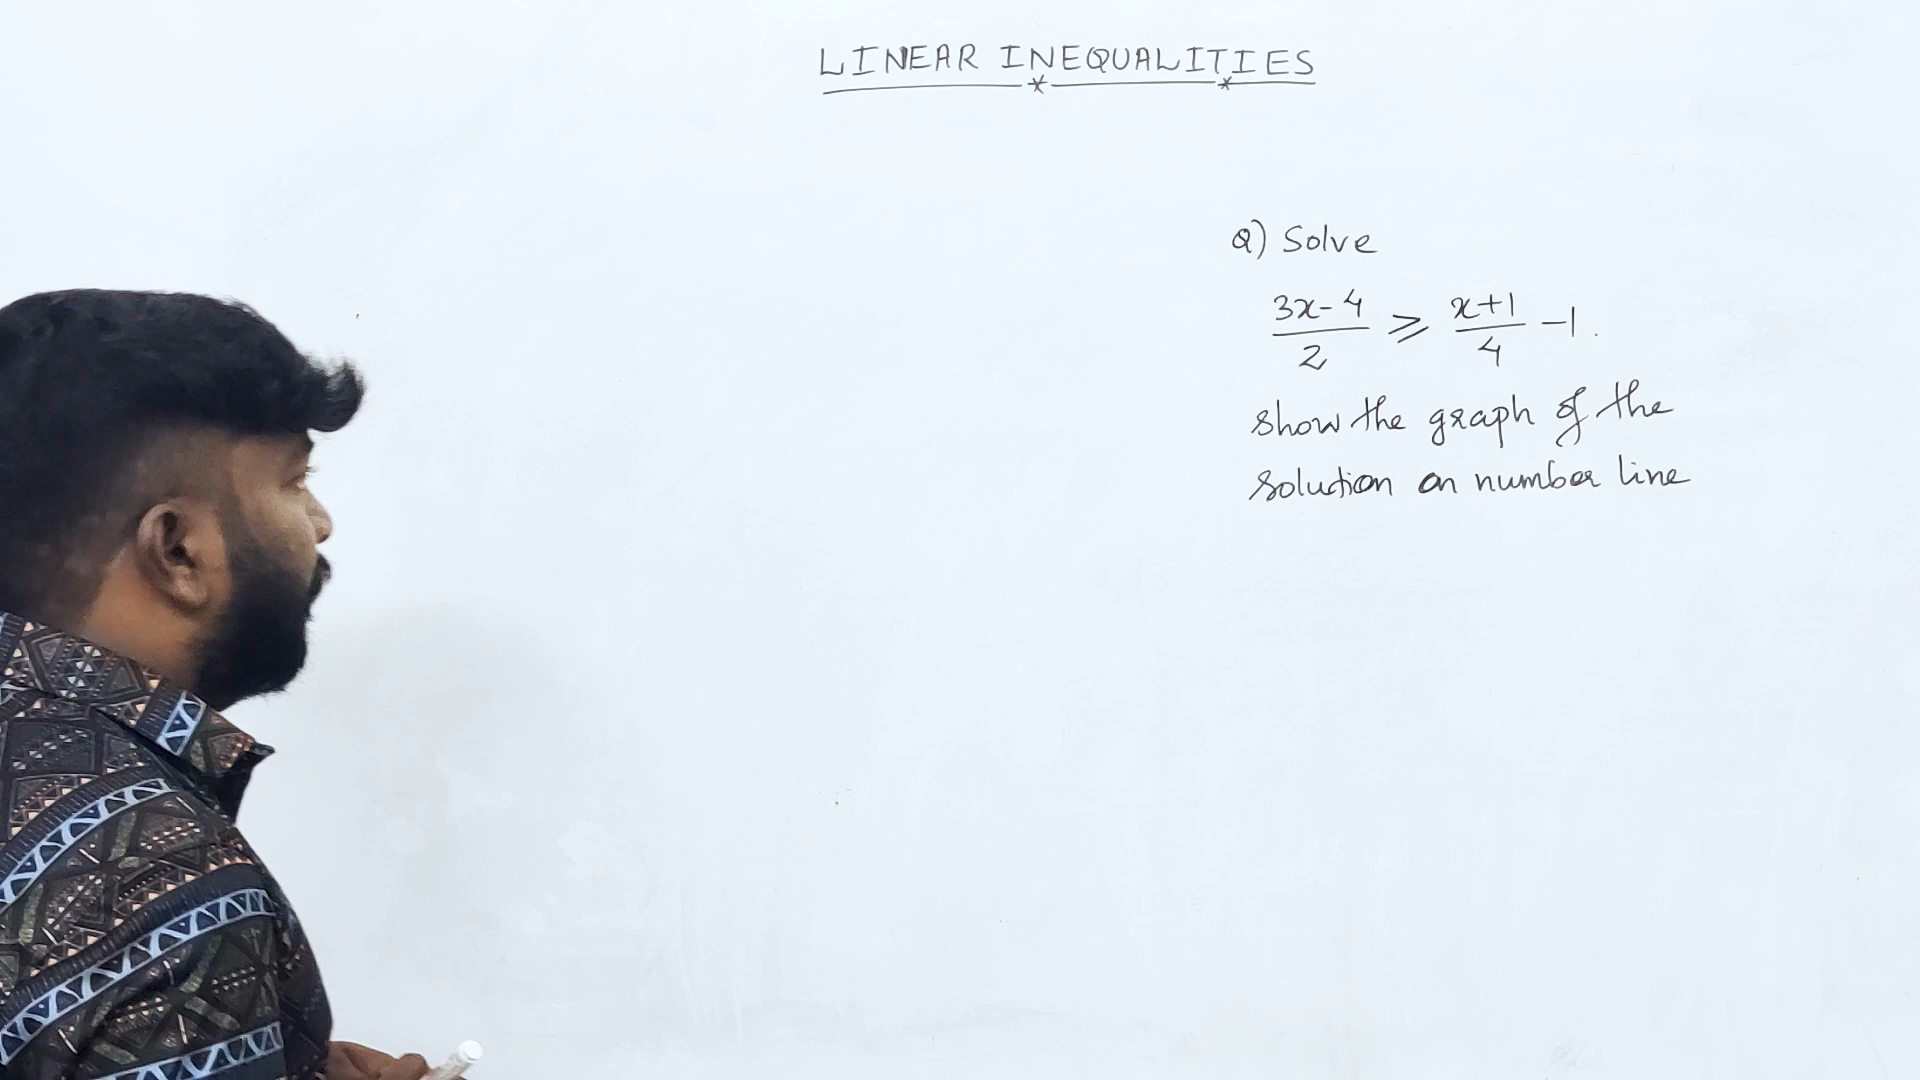 LINEAR INEQUALITIES
Q) Solve
(3x-4)/2 ≥ (x+1)/4 -1.
show the graph of the
solution on number line